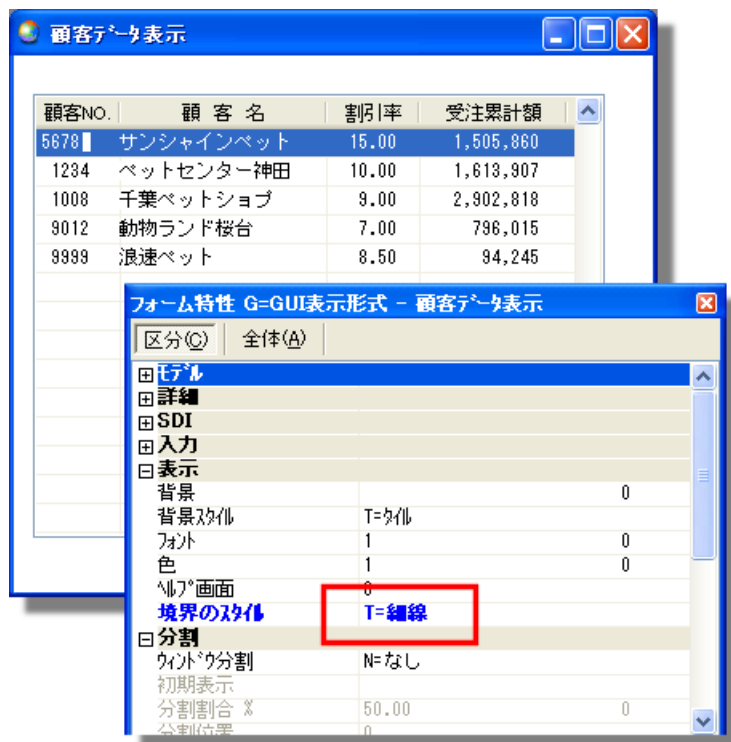 顧客ﾃﾞｰﾀ表示
顧客NO. 顧 客 名 割引率 受注累計額
5678 サンシャインペット 15.00 1,505,860
1234 ペットセンター神田 10.00 1,613,907
1008 千葉ペットショプ 9.00 2,902,818
9012 動物ランド桜台 7.00 796,015
9999 浪速ペット 8.50 94,245
フォーム特性 G=GUI表示形式 - 顧客ﾃﾞｰﾀ表示
区分(C) 全体(A)
ﾓﾃﾞﾙ
詳細
SDI
入力
表示
背景 0
背景ｽﾀｲﾙ T=ﾀｲﾙ
ﾌｫﾝﾄ 1 0
色 1 0
ﾍﾙﾌﾟ画面 0
境界のｽﾀｲﾙ T=細線
分割
ｳｨﾝﾄﾞｳ分割 N=なし
初期表示
分割割合 % 50.00 0
分割位置 0